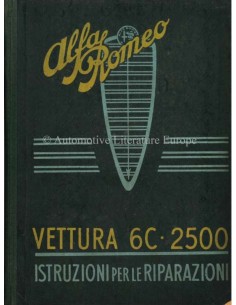 Alfa
Romeo
© Automotive Literature Europe
VETTURA 6C·2500
ISTRUZIONI PER LE RIPARAZIONI